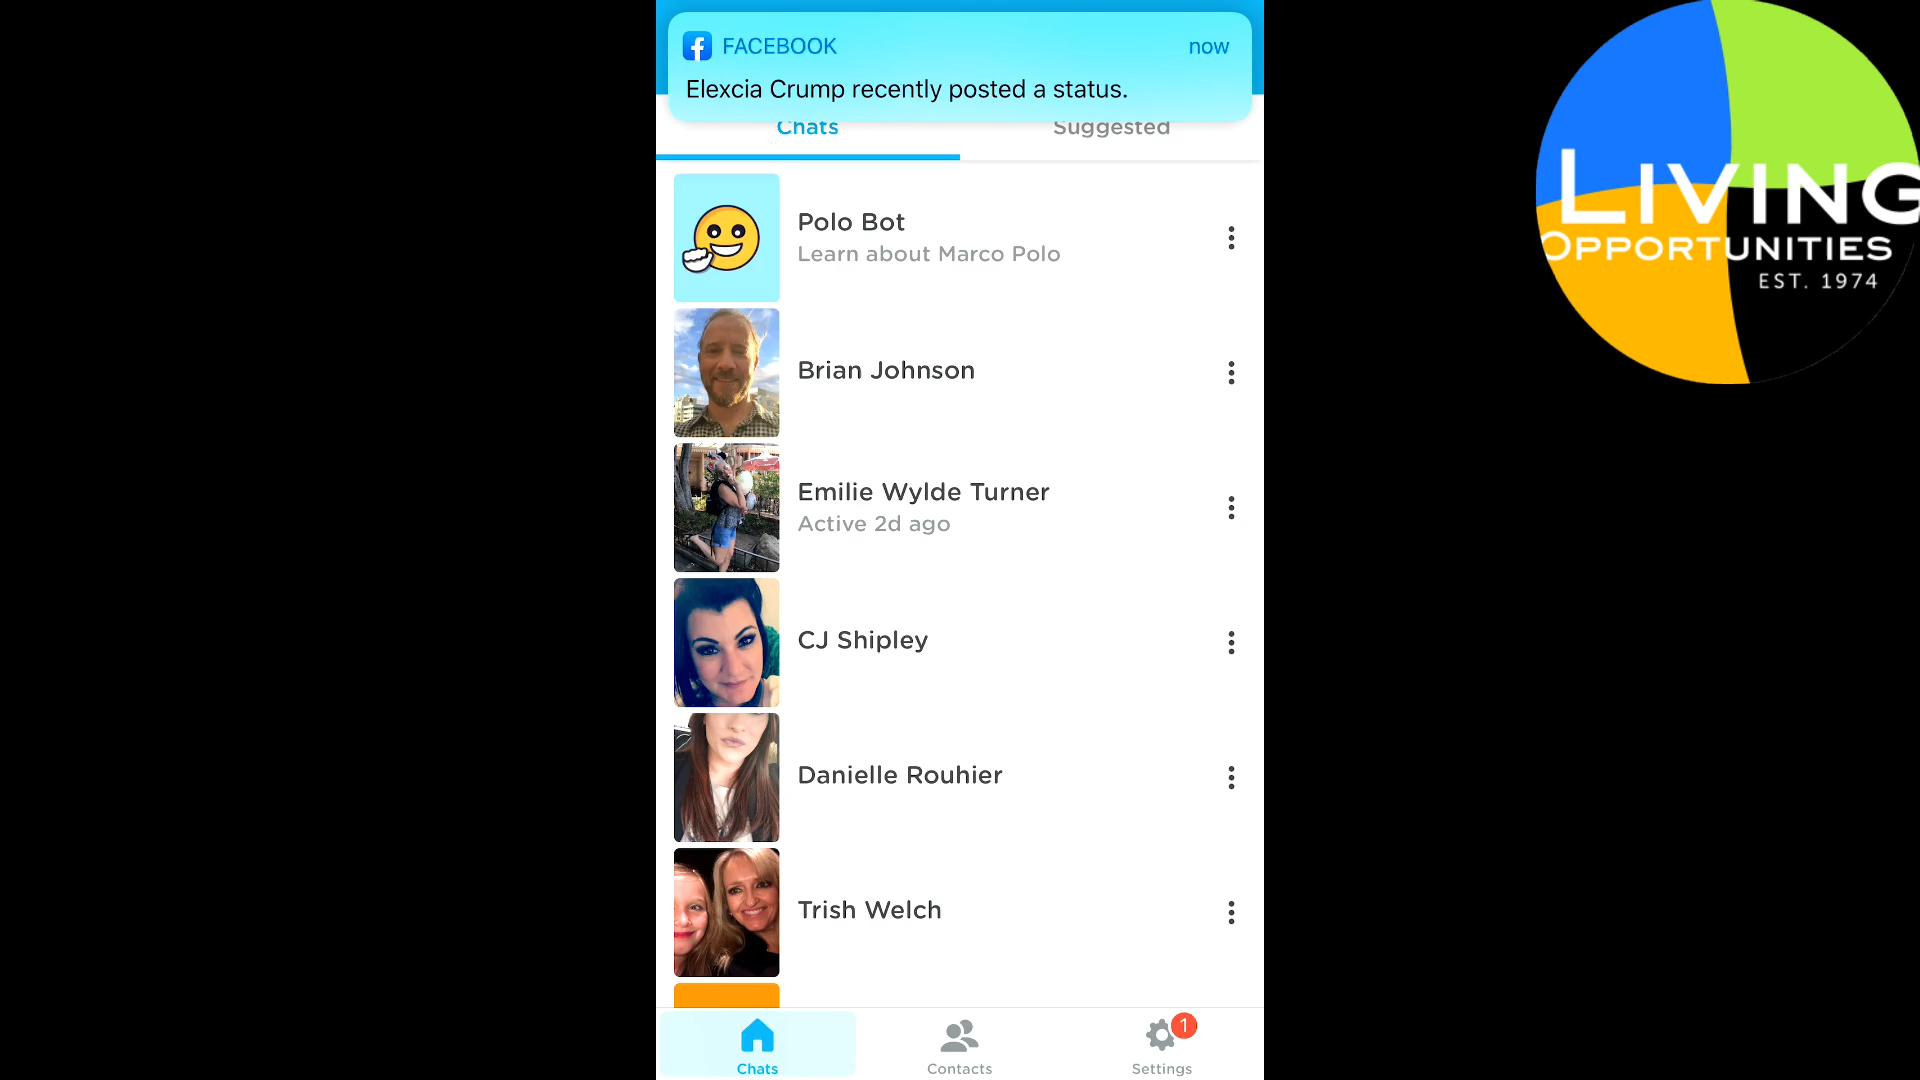 FACEBOOK
now
Elexcia Crump recently posted a status.
Chats
Suggested
Polo Bot
Learn about Marco Polo
Brian Johnson
Emilie Wylde Turner
Active 2d ago
CJ Shipley
Danielle Rouhier
Trish Welch
Chats
Contacts
1
Settings
LIVING
OPPORTUNITIES
EST. 1974